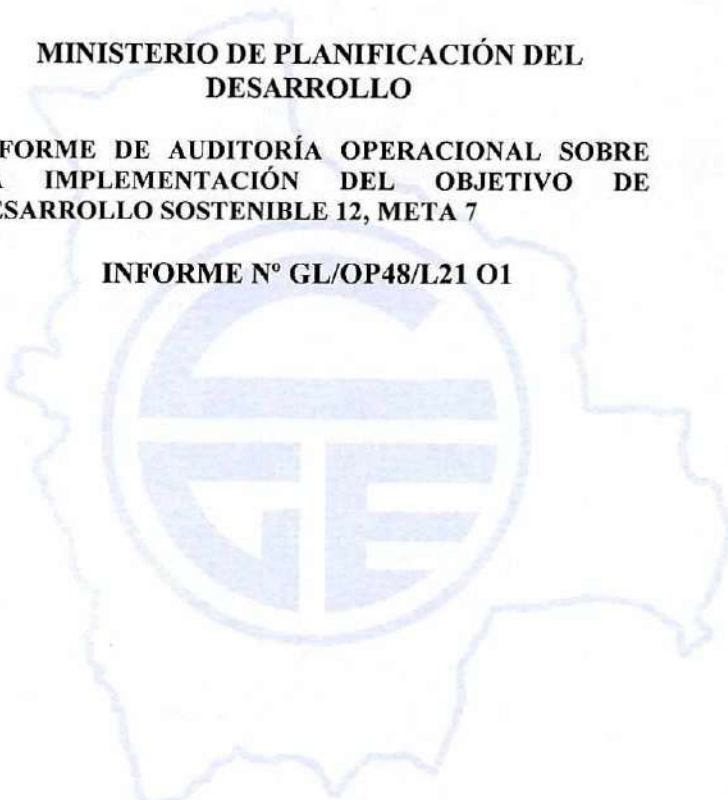 MINISTERIO DE PLANIFICACIÓN DEL
DESARROLLO
FORME DE AUDITORÍA OPERACIONAL SOBRE
IMPLEMENTACIÓN DEL OBJETIVO DE
ESARROLLO SOSTENIBLE 12, META 7
INFORME Nº GL/OP48/L21 O1
CGE